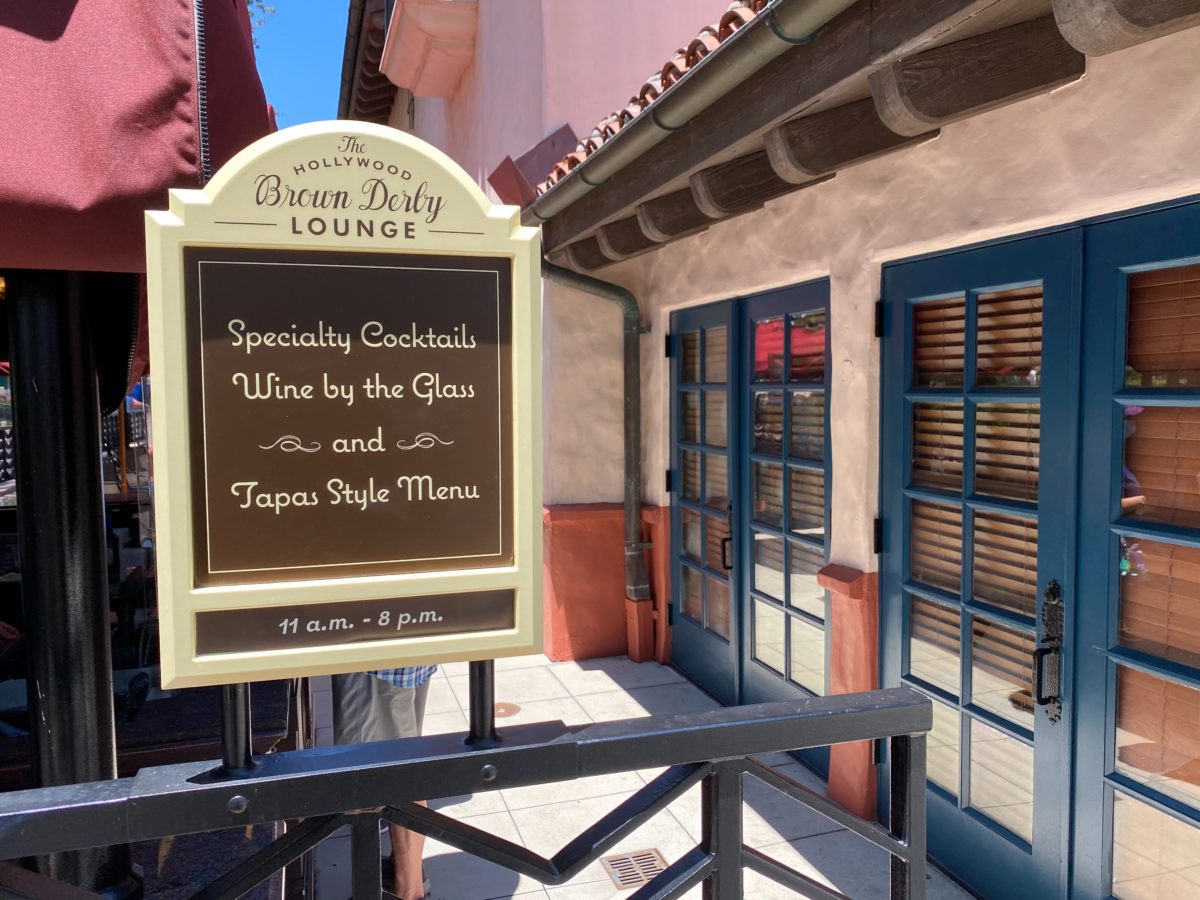 The
HOLLYWOOD
Brown Derby
LOUNGE
Specialty Cocktails
Wine by the Glass
and
Tapas Style Menu
11 a.m. - 8 p.m.